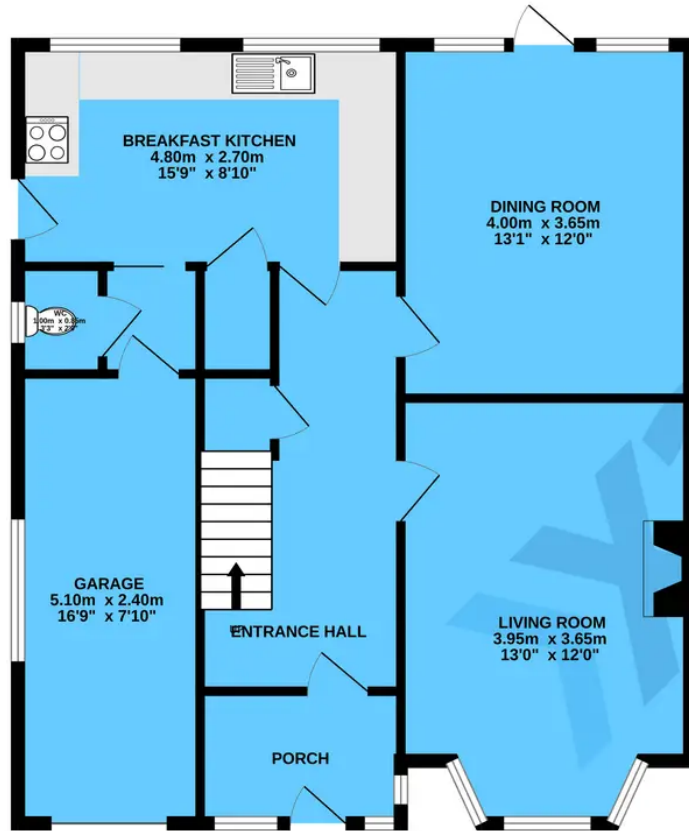 BREAKFAST KITCHEN
4.80m x 2.70m
15'9" x 8'10"
DINING ROOM
4.00m x 3.65m
13'1" x 12'0"
WC
GARAGE
5.10m x 2.40m
16'9" x 7'10"
ENTRANCE HALL
LIVING ROOM
3.95m x 3.65m
13'0" x 12'0"
PORCH